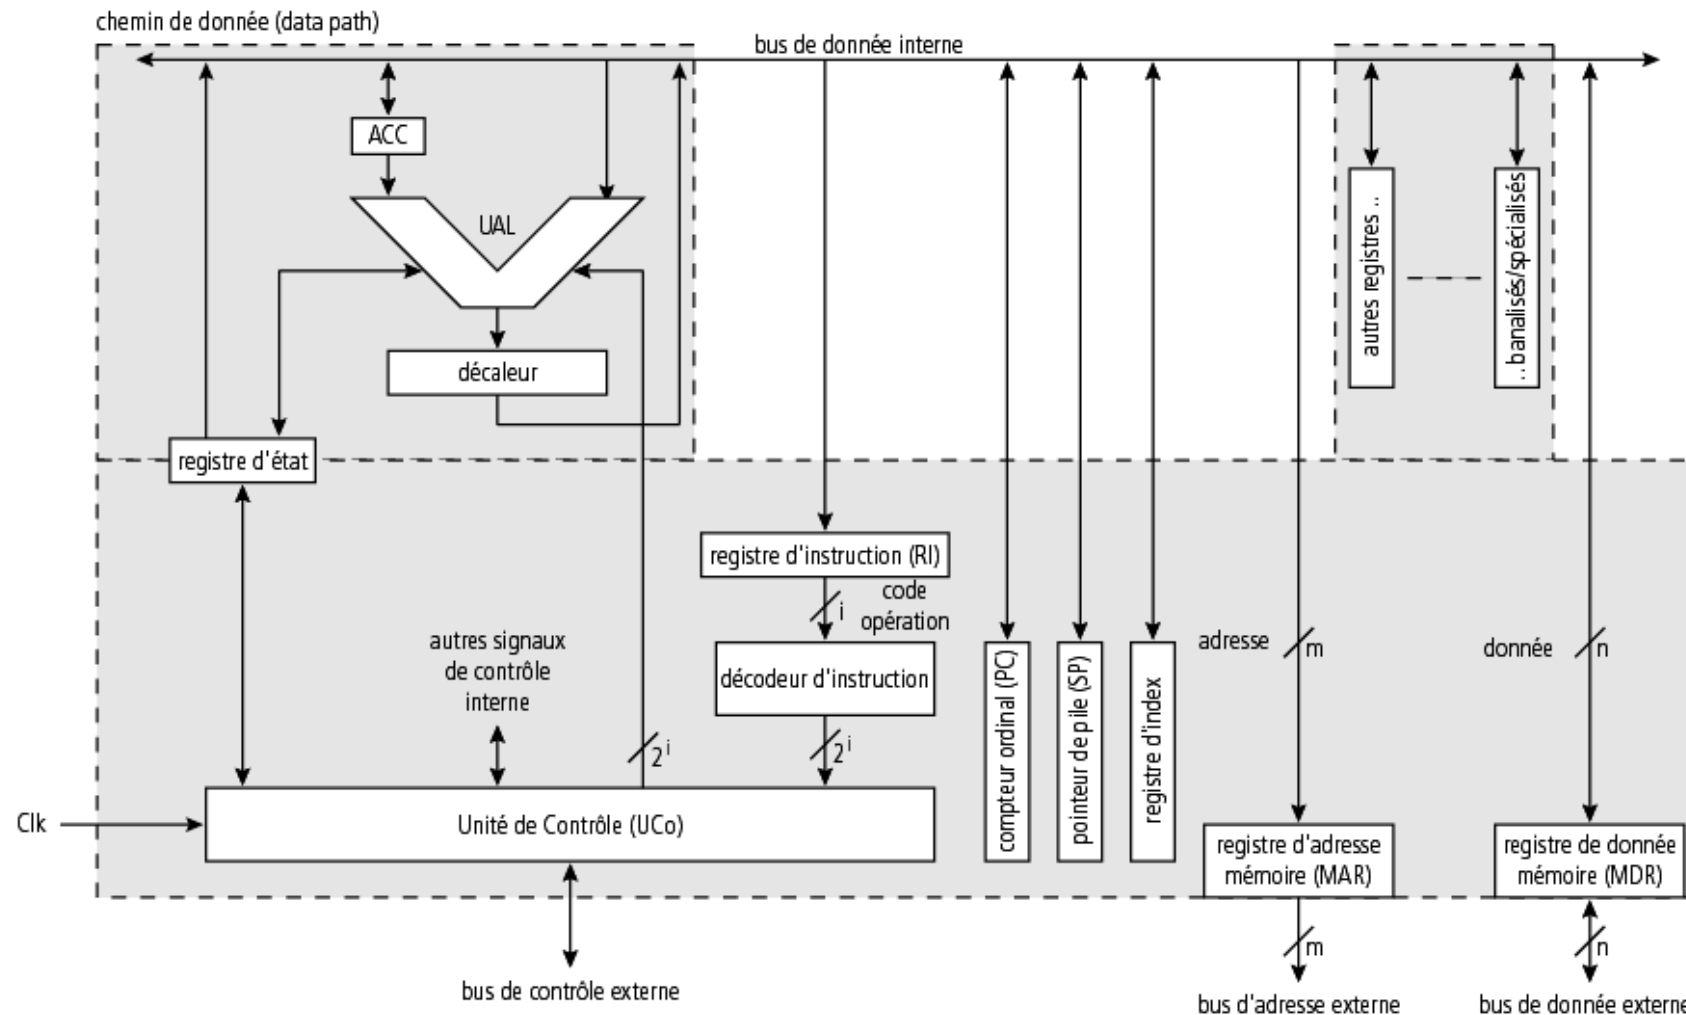 chemin de donnée (data path)
bus de donnée interne
ACC
UAL
décaleur
registre d'état
autres registres ..
..banalisés/spécialisés
registre d'instruction (RI)
i
code
opération
décodeur d'instruction
2^i
autres signaux
de contrôle
interne
2^i
Clk
Unité de Contrôle (UCo)
compteur ordinal (PC)
pointeur de pile (SP)
registre d'index
adresse
m
donnée
n
registre d'adresse
mémoire (MAR)
registre de donnée
mémoire (MDR)
m
n
bus de contrôle externe
bus d'adresse externe
bus de donnée externe